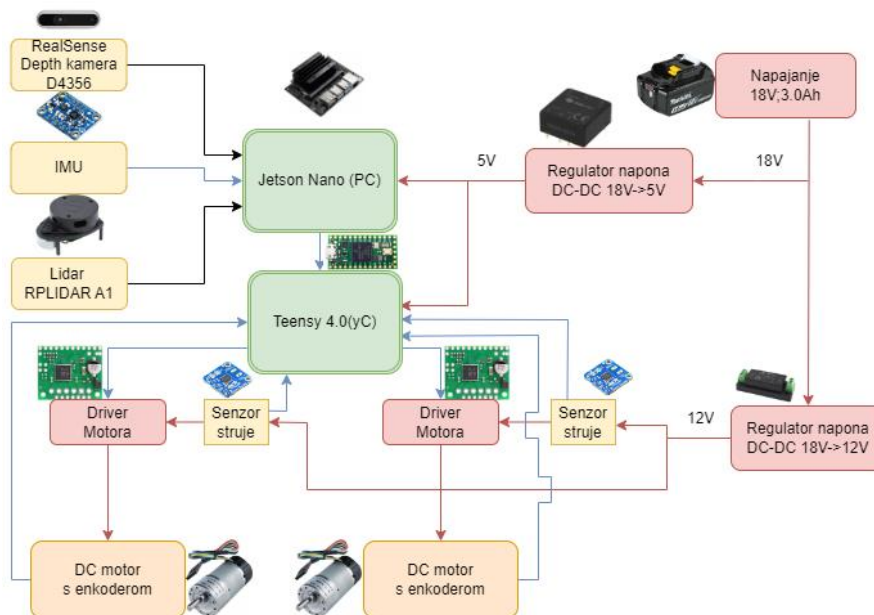 RealSense
Depth kamera
D4356
IMU
Lidar
RPLIDAR A1
Jetson Nano (PC)
5V
Regulator napona
DC-DC 18V->5V
18V
Napajanje
18V;3.0Ah
Teensy 4.0(yC)
Driver
Motora
Senzor
struje
Driver
Motora
Senzor
struje
12V
Regulator napona
DC-DC 18V->12V
DC motor
s enkoderom
DC motor
s enkoderom